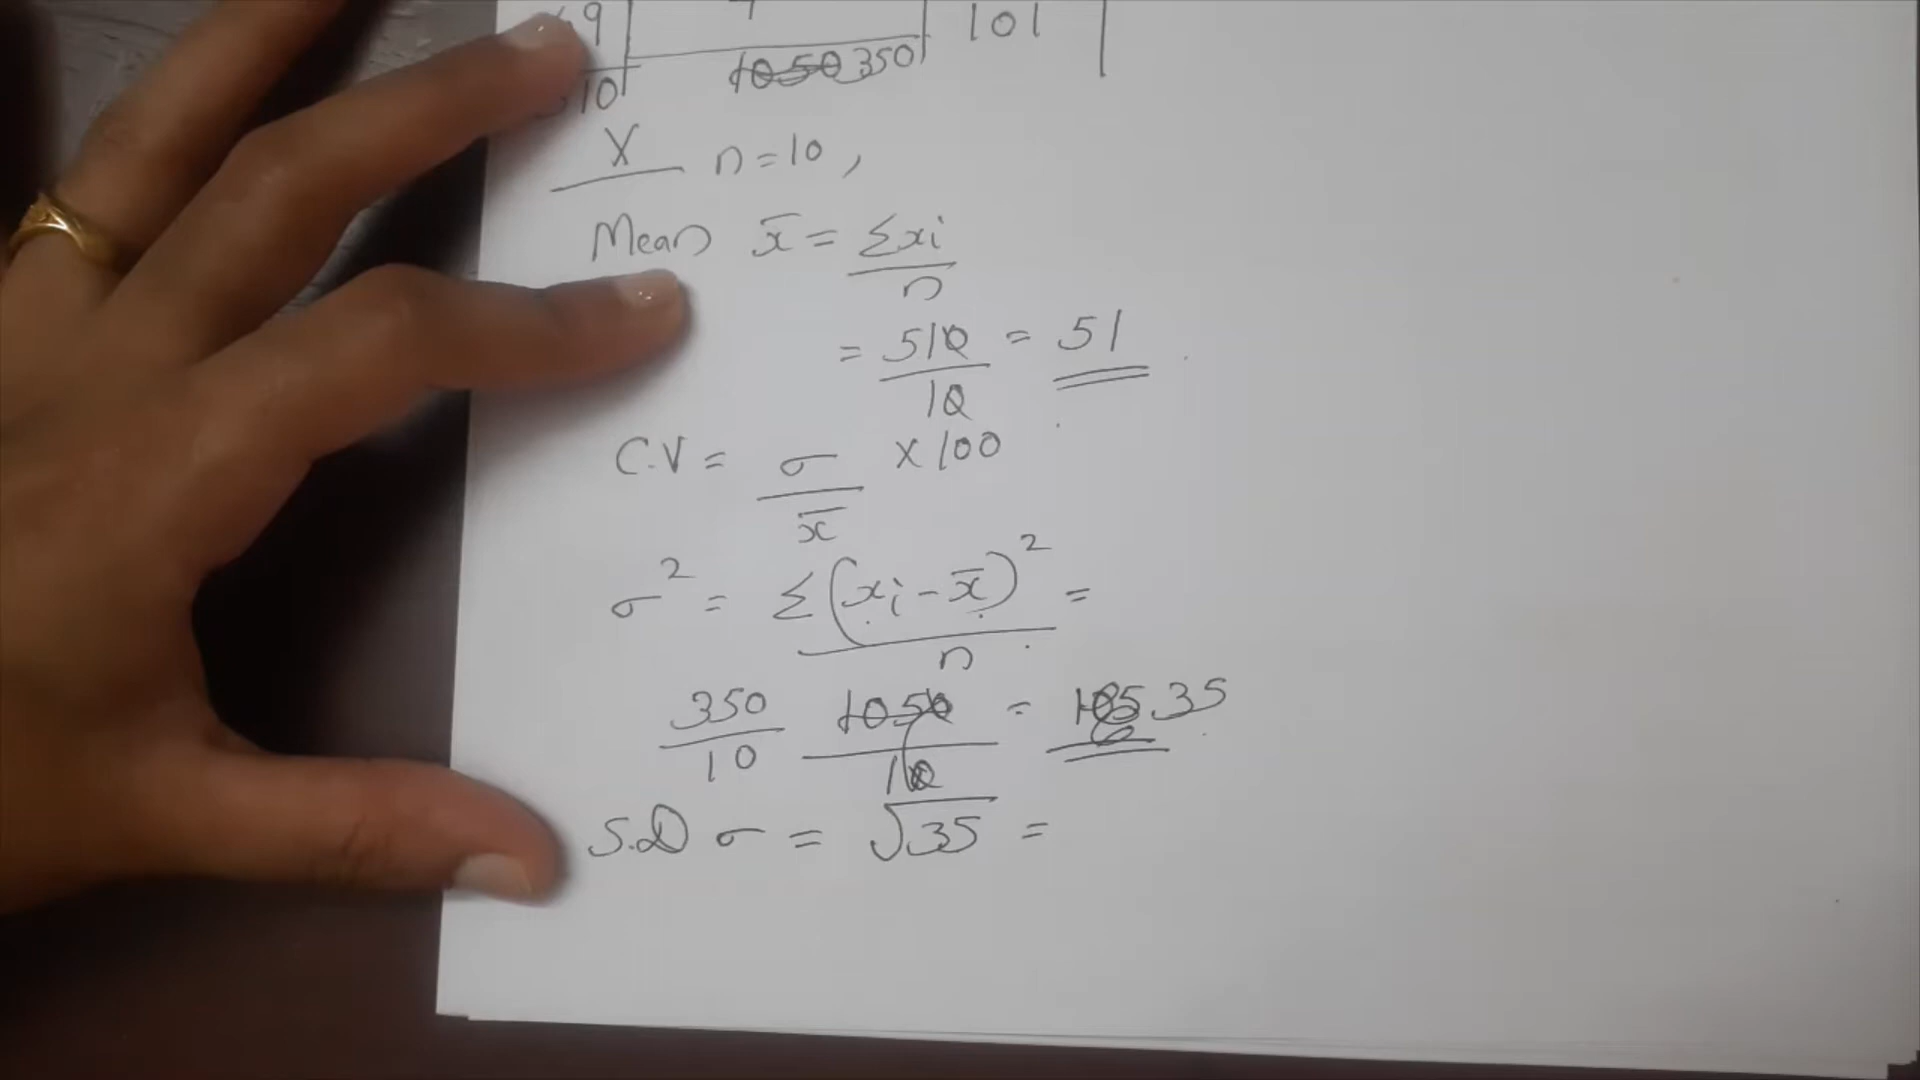 9 101
10 1050 350
X n=10,
Mean x̄ = Σxi
n
= 510 = 51
10
C.V = σ × 100
x̄
σ² = Σ(xi - x̄)² =
n
350 1050 = 105 35
10 10
S.D σ = √35 =